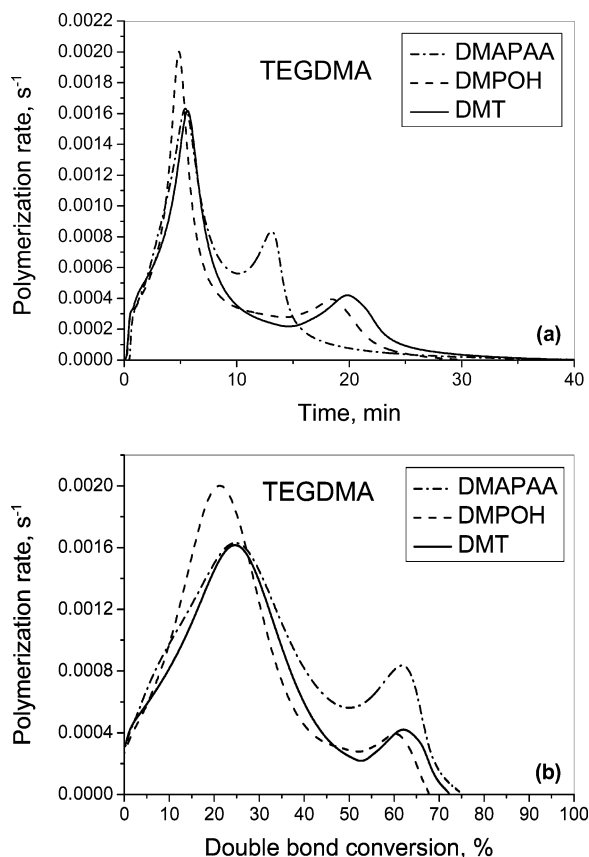 0.0022
0.0020
0.0018
0.0016
0.0014
0.0012
0.0010
0.0008
0.0006
0.0004
0.0002
0.0000
Polymerization rate, s⁻¹
TEGDMA
DMAPAA
DMPOH
DMT
(a)
0 10 20 30 40
Time, min
0.0020
0.0016
0.0012
0.0008
0.0004
0.0000
Polymerization rate, s⁻¹
TEGDMA
DMAPAA
DMPOH
DMT
(b)
0 10 20 30 40 50 60 70 80 90 100
Double bond conversion, %